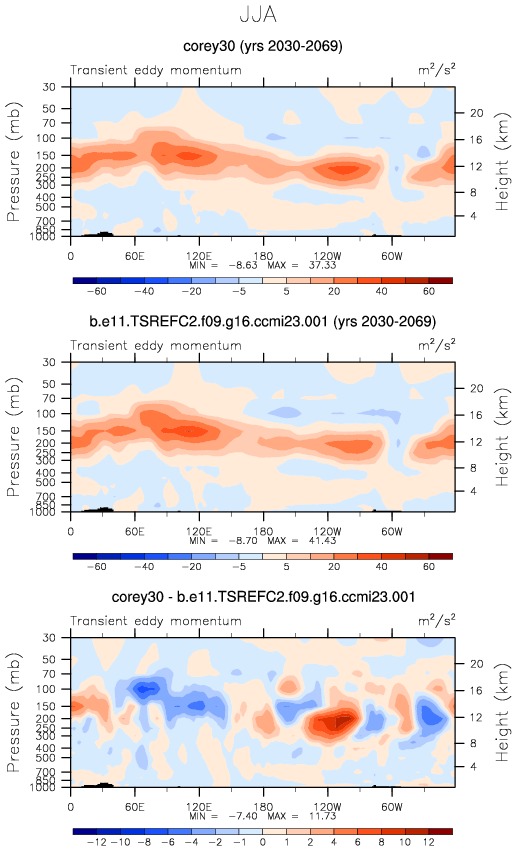 JJA
corey30 (yrs 2030-2069)
Transient eddy momentum m²/s²
Pressure (mb)
30
50
70
100
150
200
250
300
400
500
700
850
1000
0 60E 120E 180 120W 60W
20
16
12
8
4
Height (km)
MIN = −8.63 MAX = 37.33
−60 −40 −20 −5 5 20 40 60
b.e11.TSREFC2.f09.g16.ccmi23.001 (yrs 2030-2069)
Transient eddy momentum m²/s²
Pressure (mb)
30
50
70
100
150
200
250
300
400
500
700
850
1000
0 60E 120E 180 120W 60W
20
16
12
8
4
Height (km)
MIN = −8.70 MAX = 41.43
−60 −40 −20 −5 5 20 40 60
corey30 - b.e11.TSREFC2.f09.g16.ccmi23.001
Transient eddy momentum m²/s²
Pressure (mb)
30
50
70
100
150
200
250
300
400
500
700
850
1000
0 60E 120E 180 120W 60W
20
16
12
8
4
Height (km)
MIN = −7.40 MAX = 11.73
−12 −10 −8 −6 −4 −2 −1 0 1 2 4 6 8 10 12